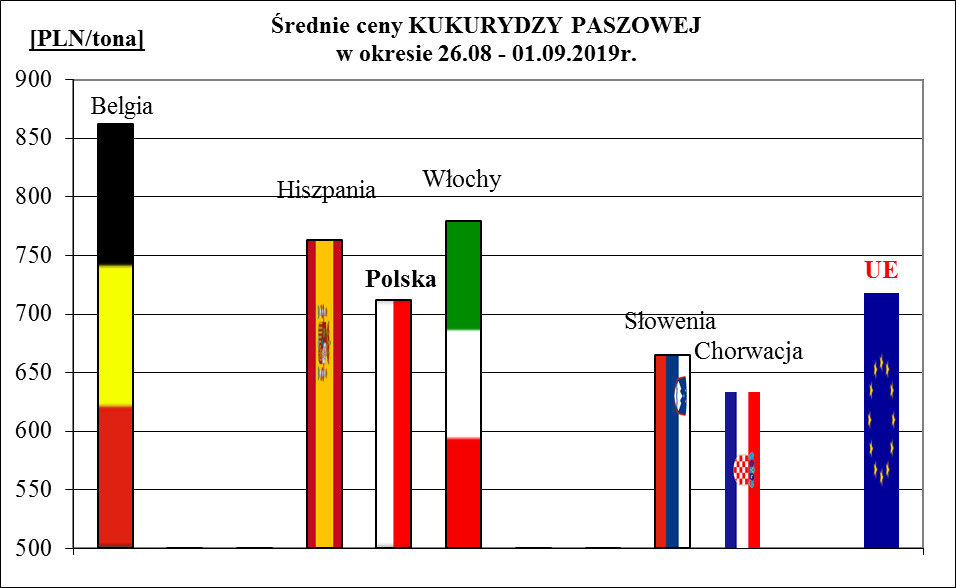 Średnie ceny KUKURYDZY PASZOWEJ
w okresie 26.08 - 01.09.2019r.
[PLN/tona]
900
850
800
750
700
650
600
550
500
Belgia
Hiszpania
Polska
Włochy
Słowenia
Chorwacja
UE